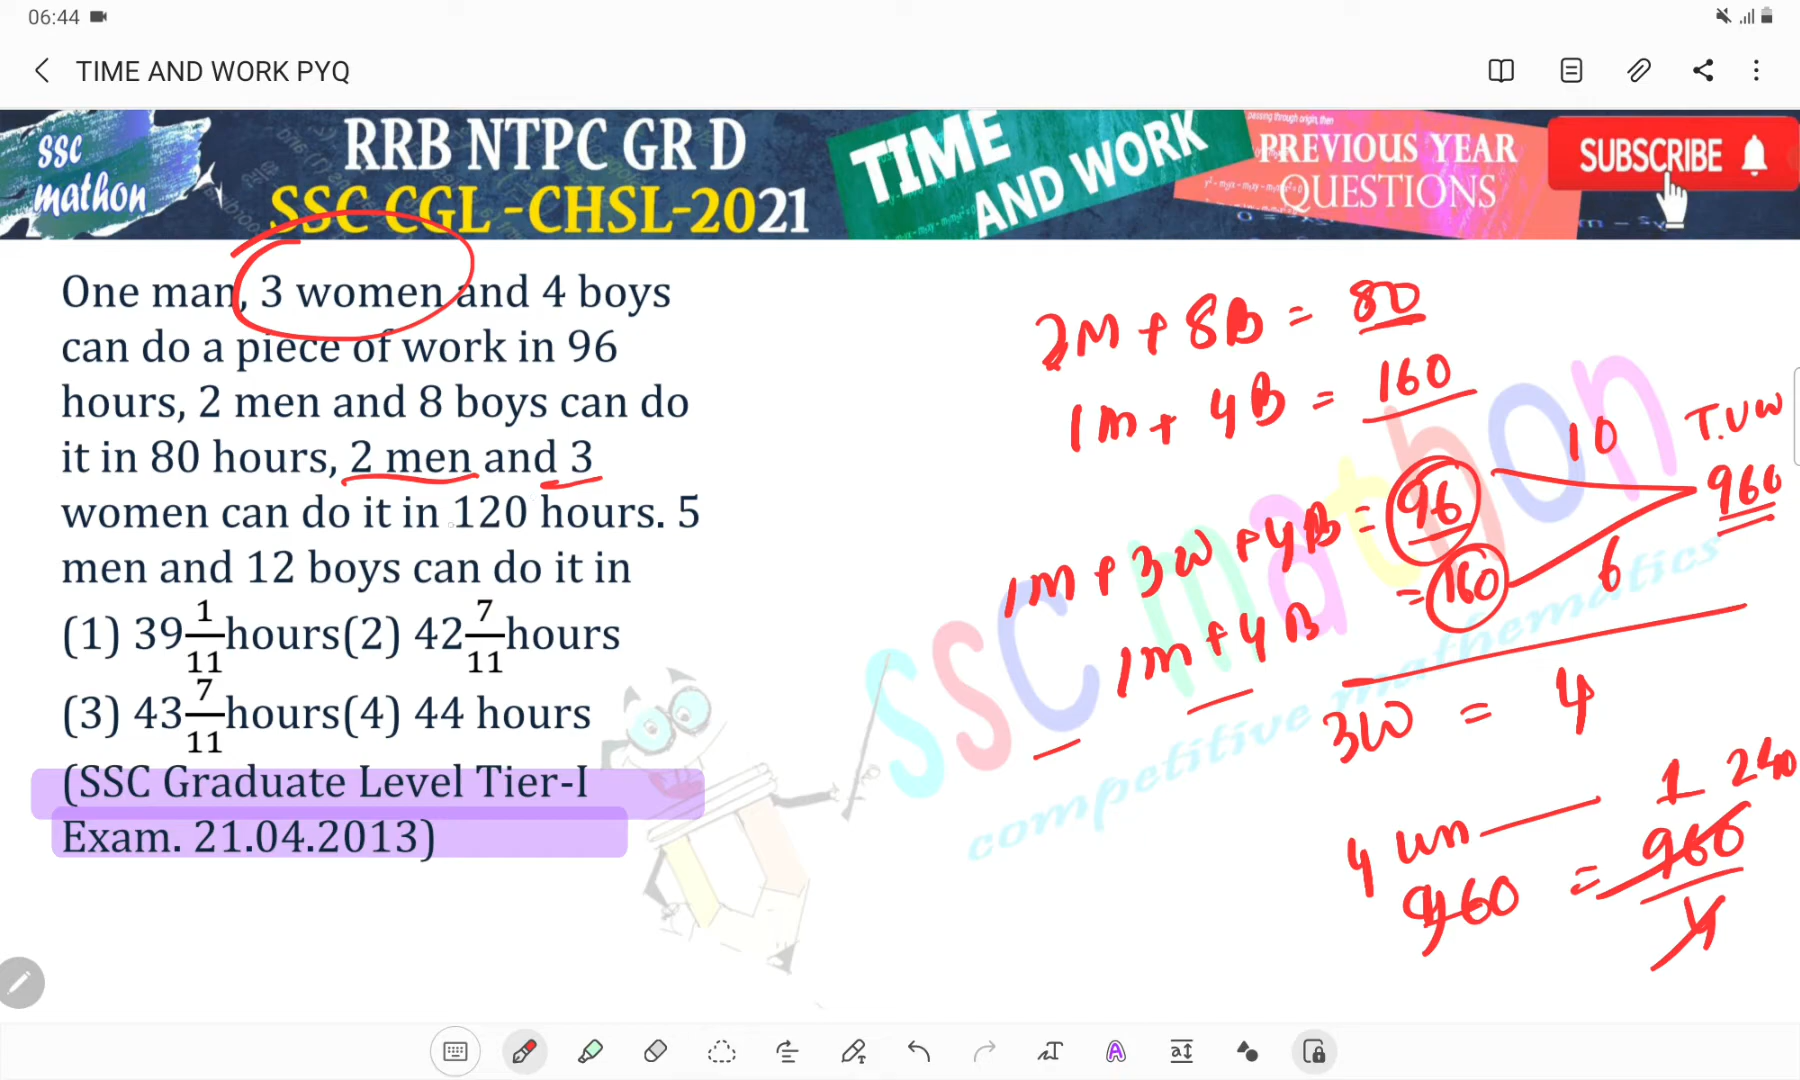 06:44
TIME AND WORK PYQ
SSC
mathon
RRB NTPC GR D
SSC CGL -CHSL-2021
TIME
AND WORK
passing through origin, then
PREVIOUS YEAR
QUESTIONS
SUBSCRIBE
One man, 3 women and 4 boys
can do a piece of work in 96
hours, 2 men and 8 boys can do
it in 80 hours, 2 men and 3
women can do it in 120 hours. 5
men and 12 boys can do it in
(1) 39 1/11 hours(2) 42 7/11 hours
(3) 43 7/11 hours(4) 44 hours
(SSC Graduate Level Tier-I
Exam. 21.04.2013)
2M + 8B = 80
1M + 4B = 160
10 T.UW
1M + 3W + 4B = 96 960
1M + 4B = 160 6
3W = 4
4 un 1 240
960 = 960/4
SSC mathon
competitive mathematics